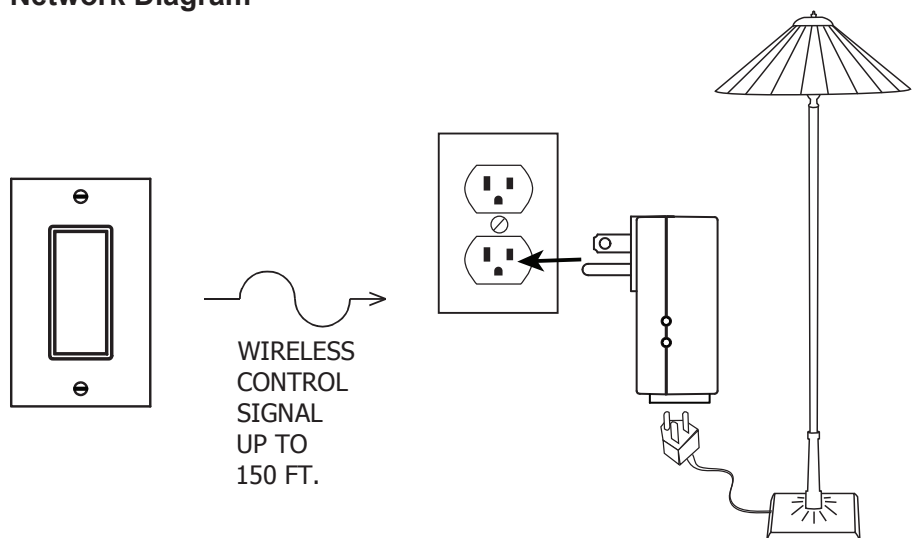 Network Diagram
WIRELESS
CONTROL
SIGNAL
UP TO
150 FT.